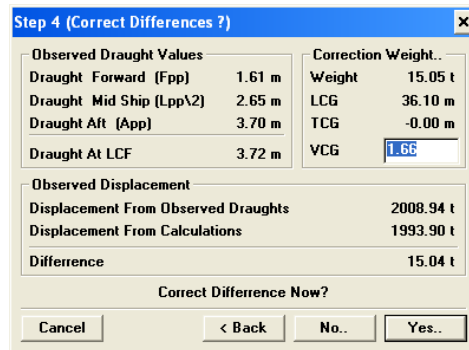 Step 4 (Correct Differences ?)
Observed Draught Values
Draught Forward (Fpp) 1.61 m
Draught Mid Ship (Lpp\2) 2.65 m
Draught Aft (App) 3.70 m
Draught At LCF 3.72 m
Correction Weight..
Weight 15.05 t
LCG 36.10 m
TCG -0.00 m
VCG 1.66
Observed Displacement
Displacement From Observed Draughts 2008.94 t
Displacement From Calculations 1993.90 t
Differrence 15.04 t
Correct Difference Now?
Cancel < Back No.. Yes..